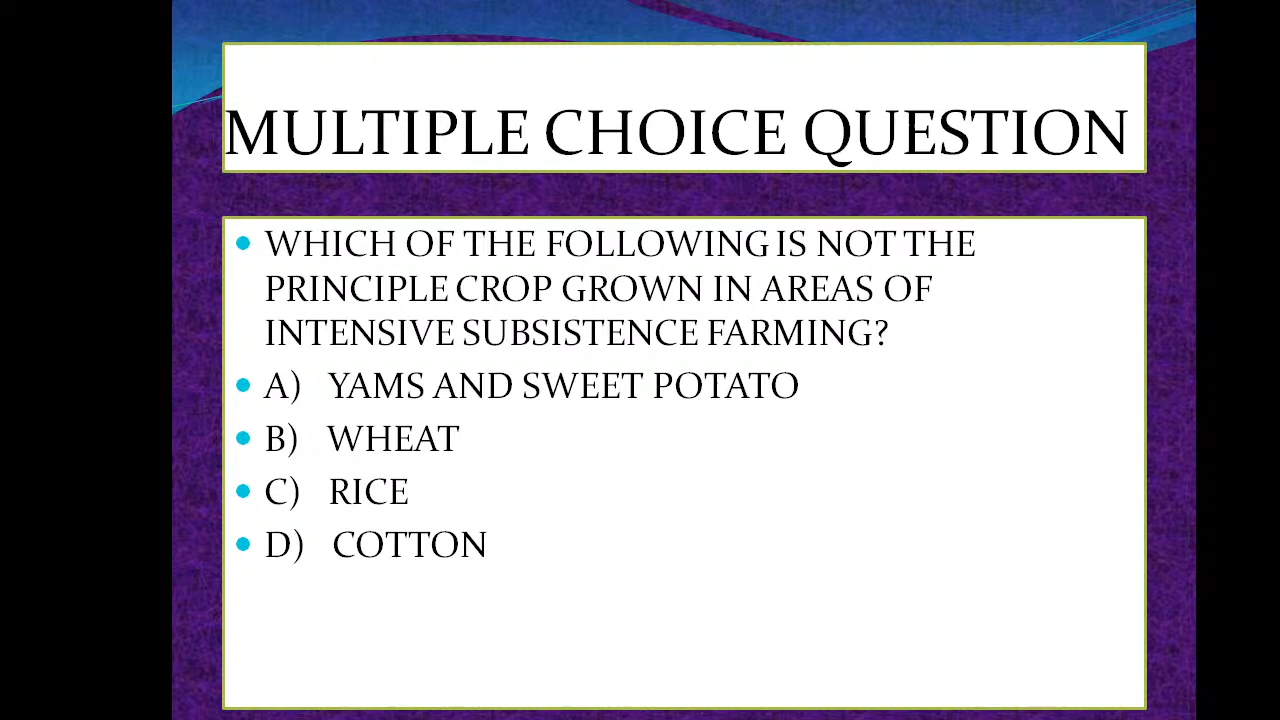 MULTIPLE CHOICE QUESTION
• WHICH OF THE FOLLOWING IS NOT THE
PRINCIPLE CROP GROWN IN AREAS OF
INTENSIVE SUBSISTENCE FARMING?
• A) YAMS AND SWEET POTATO
• B) WHEAT
• C) RICE
• D) COTTON